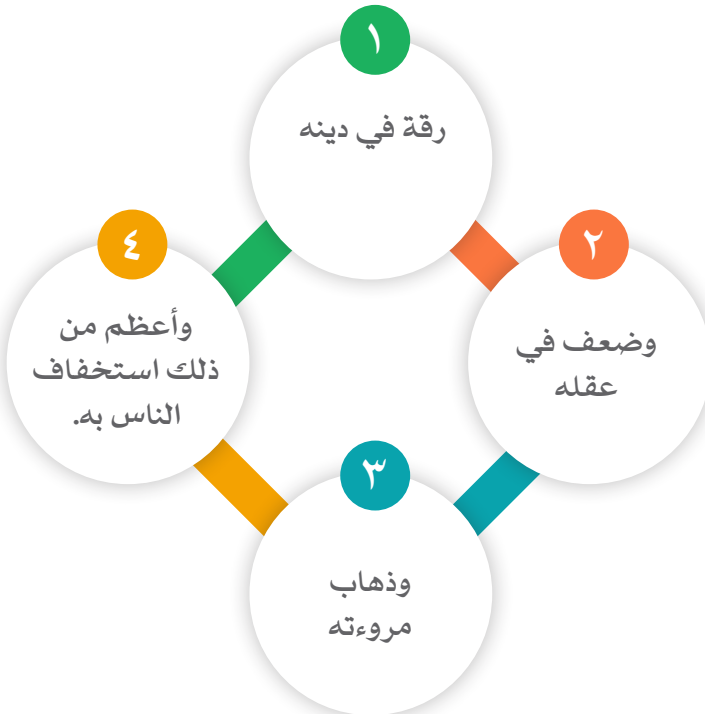 ١
رقة في دينه
٢
وضعف في
عقله
٣
وذهاب
مروءته
٤
وأعظم من
ذلك استخفاف
الناس به.